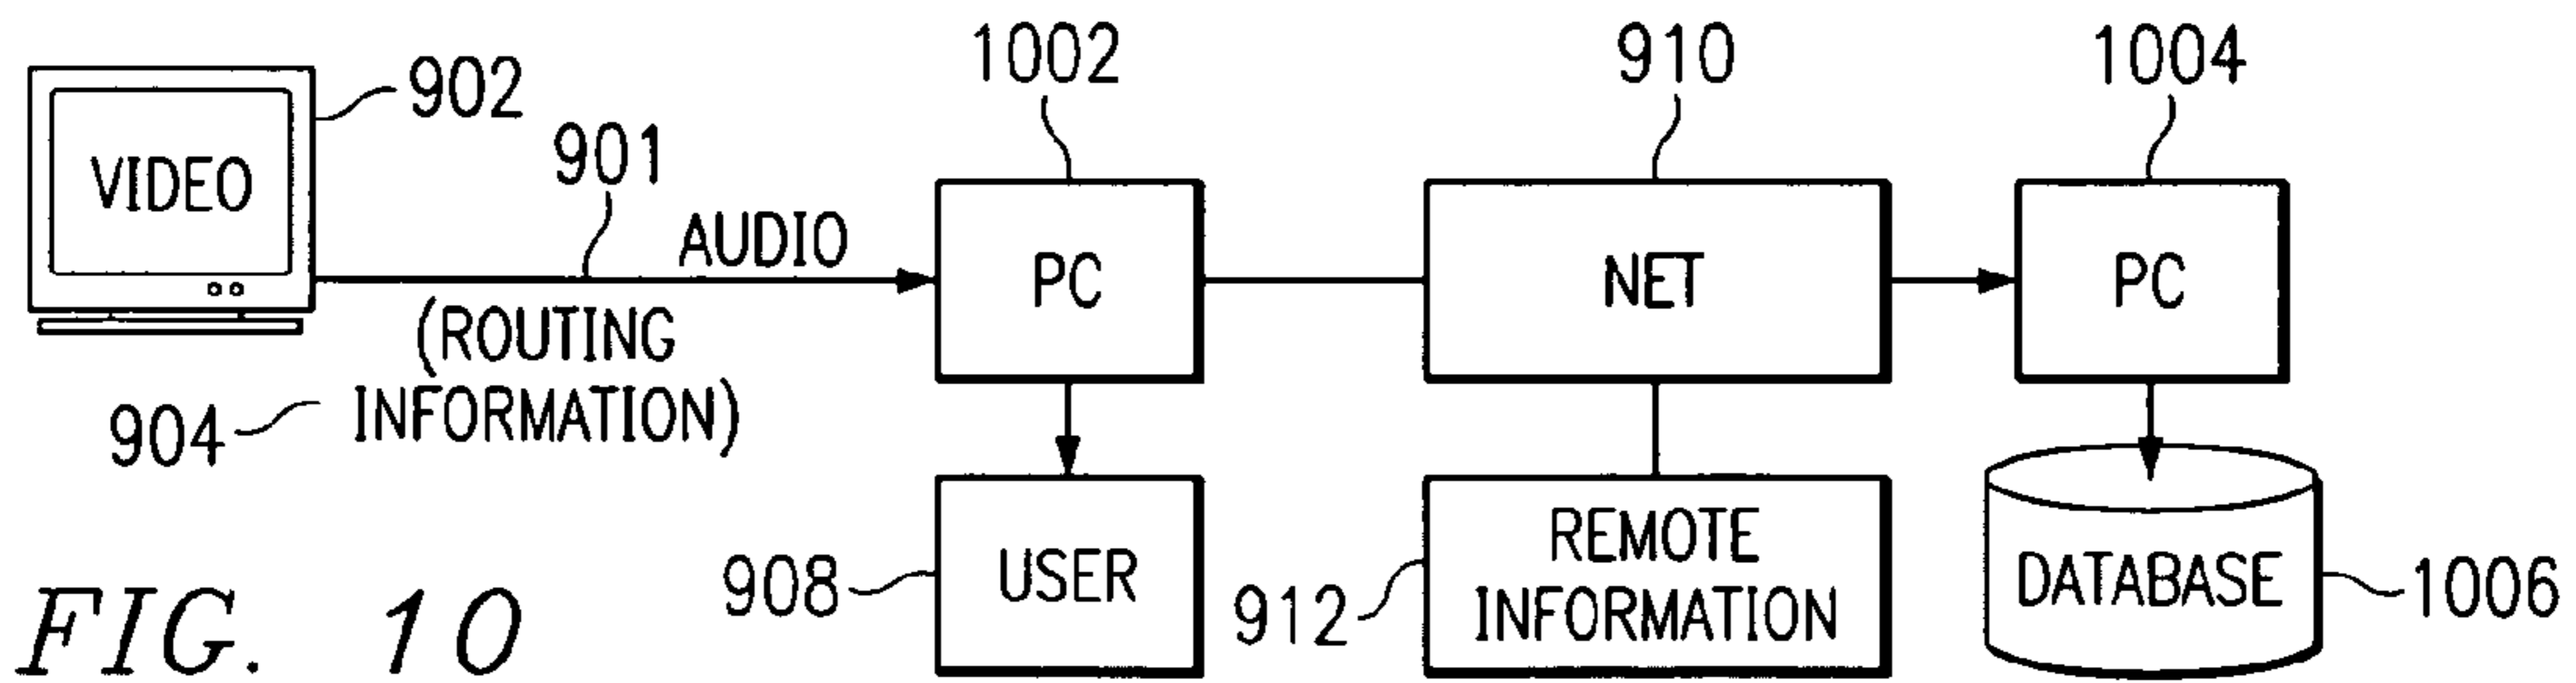 1002
910
1004
902
VIDEO
901
AUDIO
PC
NET
PC
(ROUTING
INFORMATION)
904
908
USER
912
REMOTE
INFORMATION
DATABASE
1006
FIG. 10